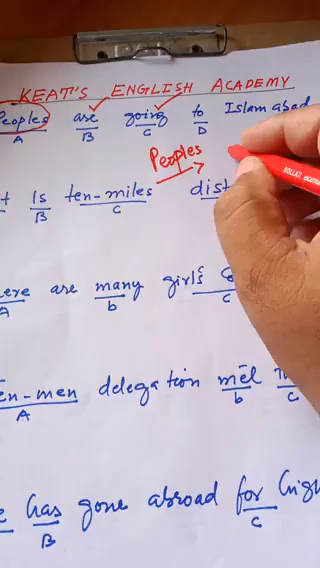 KEAT'S ENGLISH ACADEMY
Peoples are going to Islamabad
A B C D
Peoples
Is ten-miles
B C
are many girls
A b C
delegation met
A b C
has gone abroad for
B C
DOLLAR